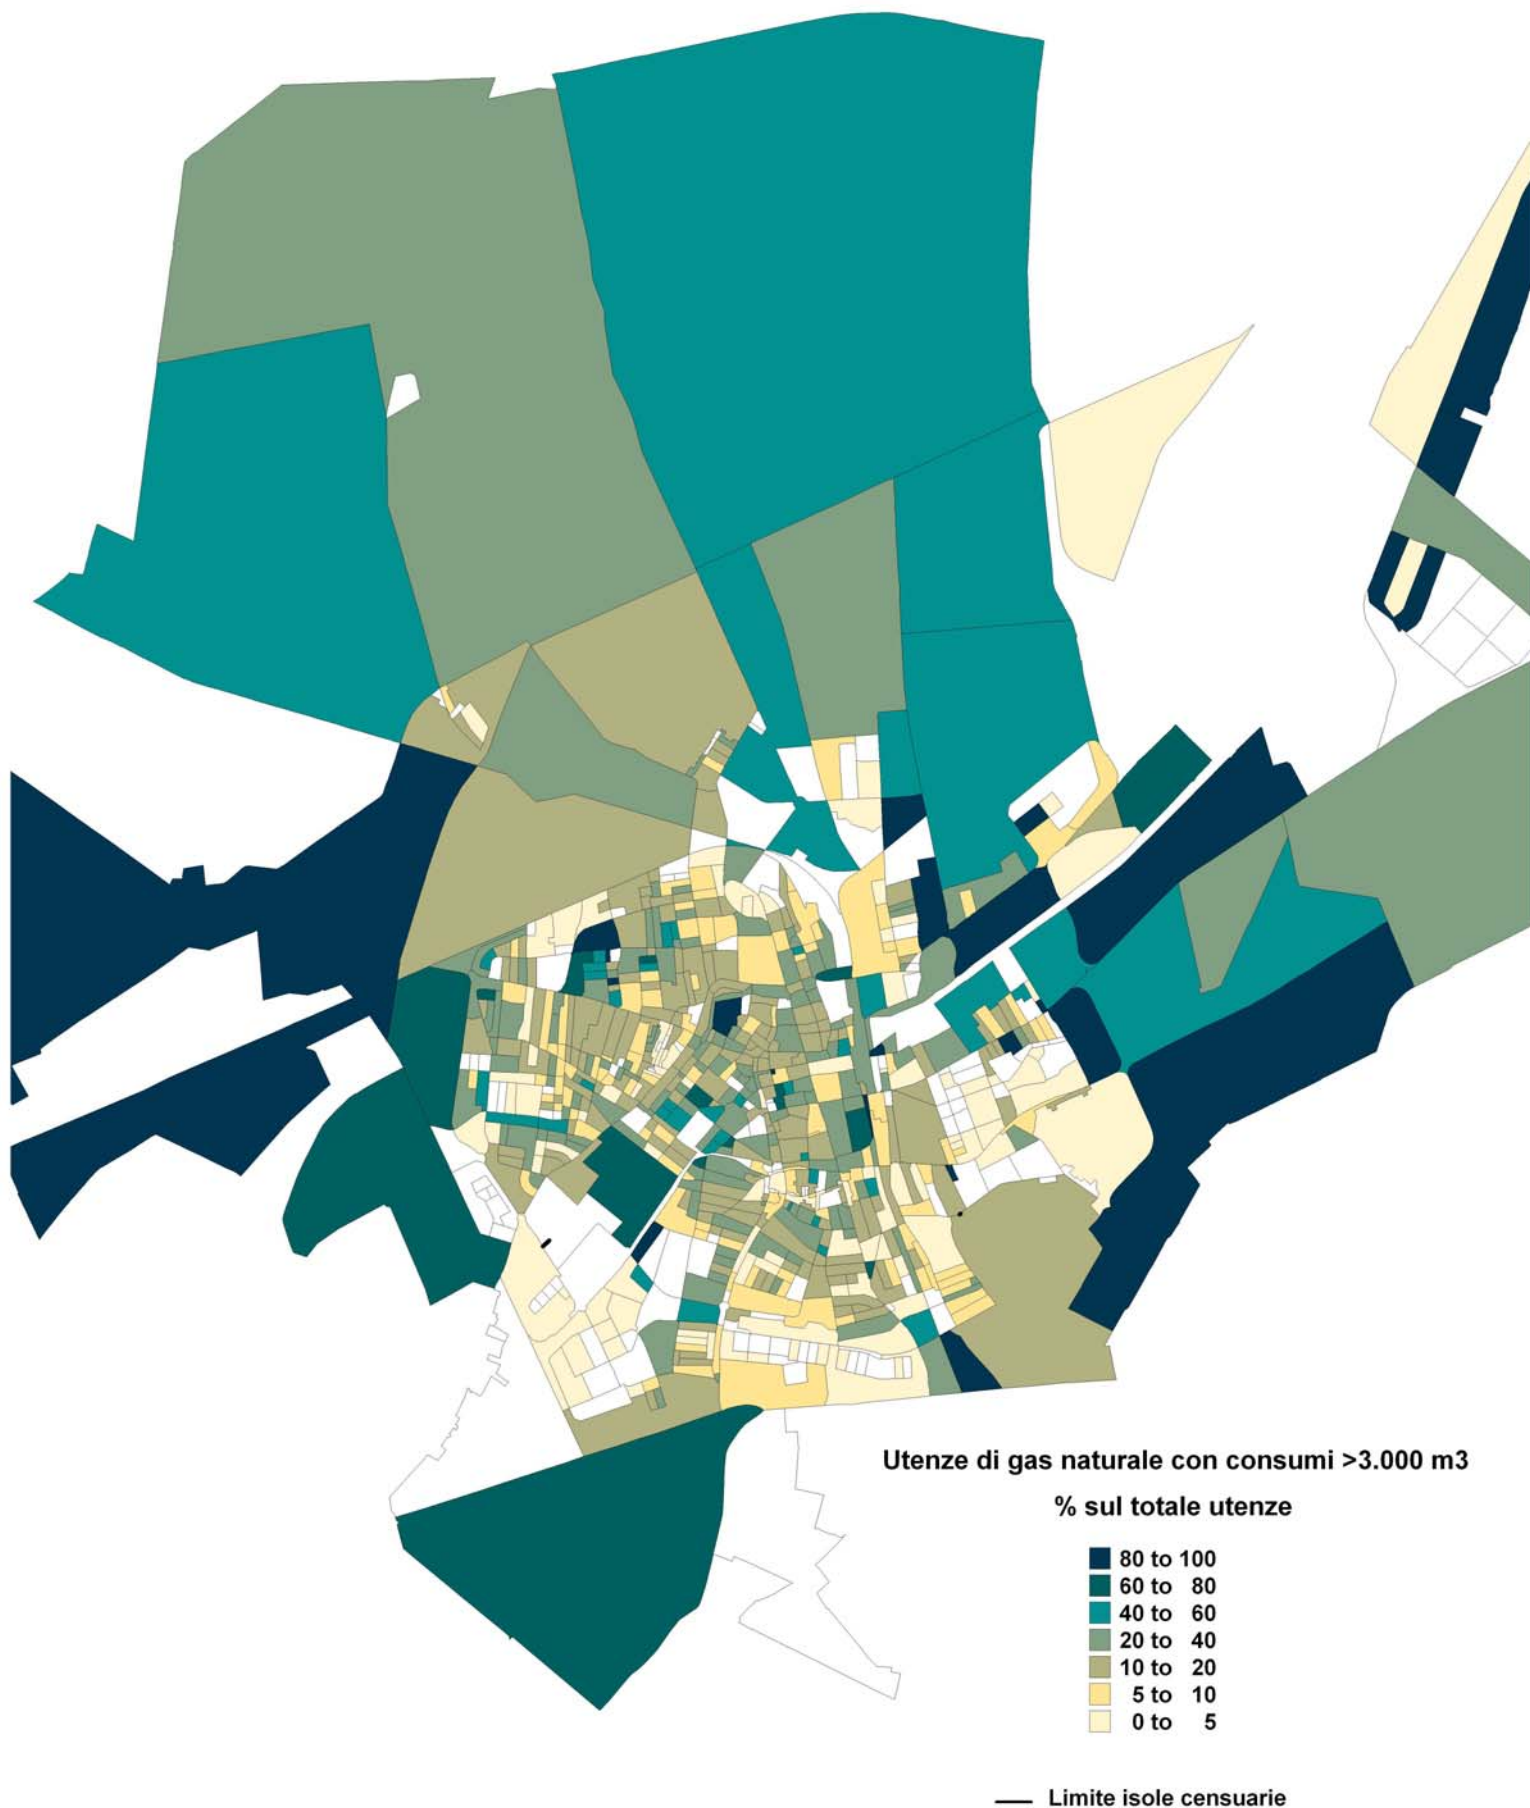 Utenze di gas naturale con consumi >3.000 m3
% sul totale utenze
80 to 100
60 to 80
40 to 60
20 to 40
10 to 20
5 to 10
0 to 5
Limite isole censuarie